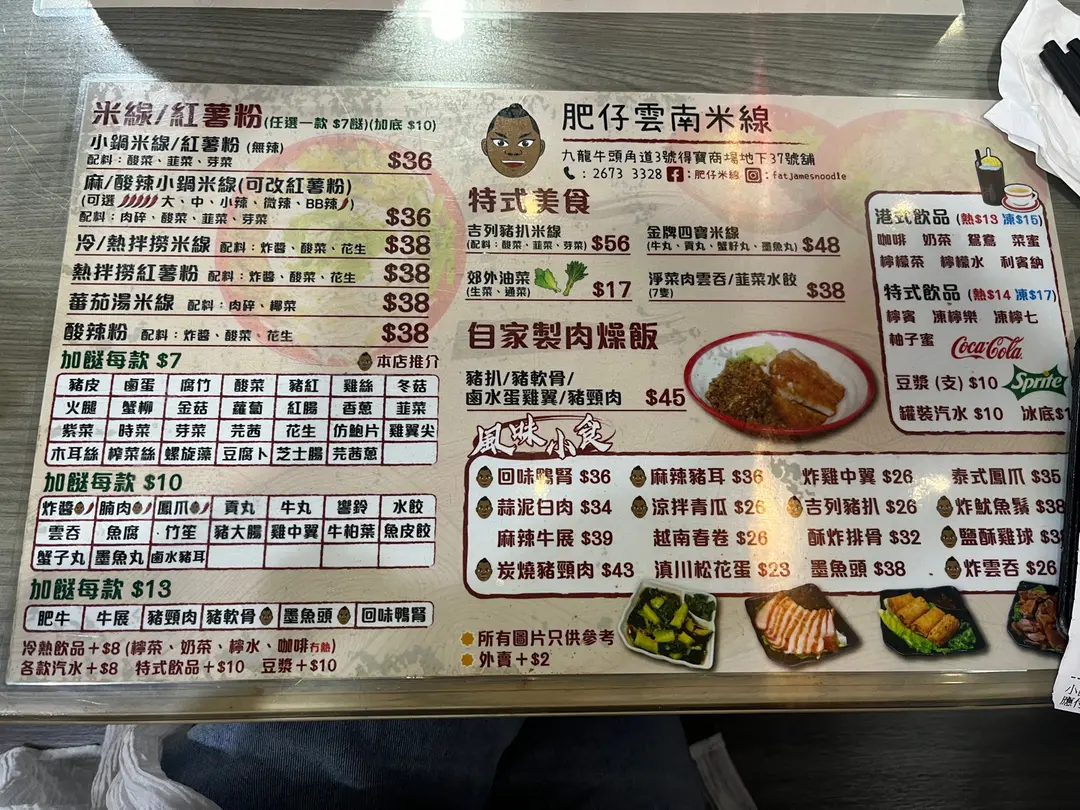 米線/紅薯粉(任選一款 $7餸)(加底 $10)
小鍋米線/紅薯粉 (無辣)
配料:酸菜、韮菜、芽菜 $36
麻/酸辣小鍋米線(可改紅薯粉)
(可選 大、中、小辣、微辣、BB辣)
配料:肉碎、酸菜、韮菜、芽菜 $36
冷/熱拌撈米線 配料:炸醬、酸菜、花生 $38
熱拌撈紅薯粉 配料:炸醬、酸菜、花生 $38
蕃茄湯米線 配料:肉碎、椰菜 $38
酸辣粉 配料:炸醬、酸菜、花生 $38
加餸每款 $7 本店推介
豬皮 鹵蛋 腐竹 酸菜 豬紅 雞絲 冬菇
火腿 蟹柳 金菇 蘿蔔 紅腸 香蔥 韮菜
紫菜 時菜 芽菜 芫茜 花生 仿鮑片 雞翼尖
木耳絲 榨菜絲 螺旋藻 豆腐卜 芝士腸 芫茜蔥
加餸每款 $10
炸醬 腩肉 鳳爪 貢丸 牛丸 響鈴 水餃
雲吞 魚腐 竹笙 豬大腸 雞中翼 牛柏葉 魚皮餃
蟹子丸 墨魚丸 鹵水豬耳
加餸每款 $13
肥牛 牛展 豬頸肉 豬軟骨 墨魚頭 回味鴨腎
冷熱飲品+$8 (檸茶、奶茶、檸水、咖啡冇熱)
各款汽水+$8 特式飲品+$10 豆漿+$10
肥仔雲南米線
九龍牛頭角道3號得寶商場地下37號舖
: 2673 3328 :肥仔米線 :fatjamesnoodle
特式美食
吉列豬扒米線
(配料:酸菜、韮菜、芽菜) $56
金牌四寶米線
(牛丸、貢丸、蟹籽丸、墨魚丸) $48
郊外油菜
(生菜、通菜) $17
淨菜肉雲吞/韮菜水餃
(7隻) $38
自家製肉燥飯
豬扒/豬軟骨/
鹵水蛋雞翼/豬頸肉 $45
風味小食
回味鴨腎 $36 麻辣豬耳 $36 炸雞中翼 $26 泰式鳳爪 $35
蒜泥白肉 $34 涼拌青瓜 $26 吉列豬扒 $26 炸魷魚鬚 $38
麻辣牛展 $39 越南春卷 $26 酥炸排骨 $32 鹽酥雞球
炭燒豬頸肉 $43 滇川松花蛋 $23 墨魚頭 $38 炸雲吞 $26
所有圖片只供參考
外賣+$2
港式飲品 (熱$13 凍$15)
咖啡 奶茶 鴛鴦 菜蜜
檸檬茶 檸檬水 利賓納
特式飲品 (熱$14 凍$17)
檸賓 凍檸樂 凍檸七
柚子蜜 Coca-Cola
豆漿 (支) $10 Sprite
罐裝汽水 $10 冰底